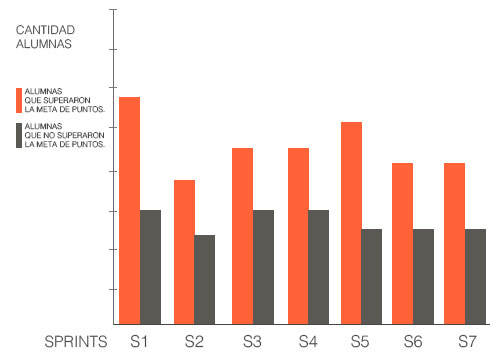 CANTIDAD
ALUMNAS
ALUMNAS
QUE SUPERARON
LA META DE PUNTOS.
ALUMNAS
QUE NO SUPERARON
LA META DE PUNTOS.
SPRINTS S1 S2 S3 S4 S5 S6 S7